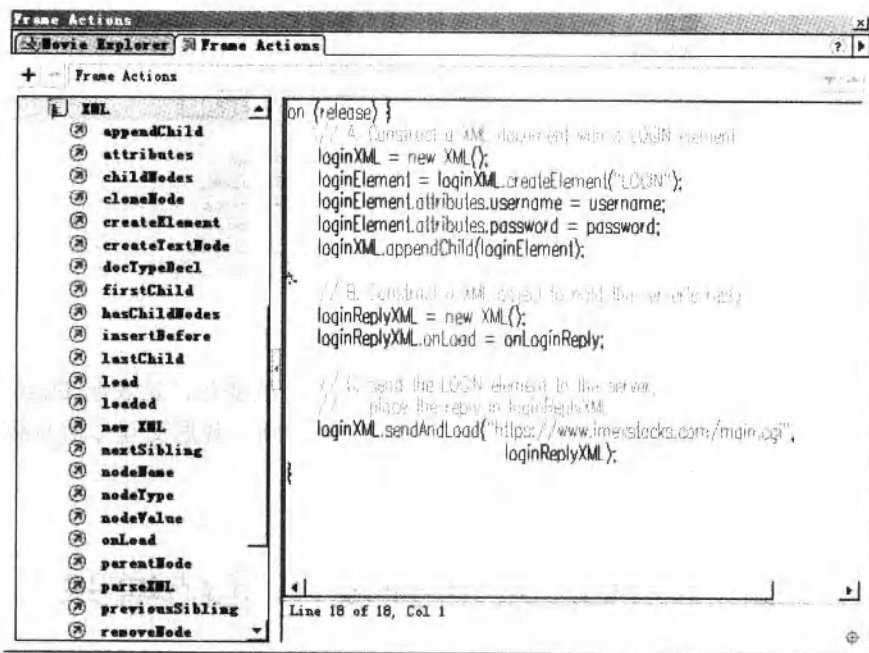 Frame Actions
Movie Explorer
Frame Actions
Frame Actions
XML
appendChild
attributes
childNodes
cloneNode
createElement
createTextNode
docTypeDecl
firstChild
hasChildNodes
insertBefore
lastChild
load
loaded
new XML
nextSibling
nodeName
nodeType
nodeValue
onLoad
parentNode
parseXML
previousSibling
removeNode
on (release) {
// A. Construct a XML document with a LOGIN element
loginXML = new XML();
loginElement = loginXML.createElement("LOGIN");
loginElement.attributes.username = username;
loginElement.attributes.password = password;
loginXML.appendChild(loginElement);
// B. Construct a XML object to hold the server's reply
loginReplyXML = new XML();
loginReplyXML.onLoad = onLoginReply;
// C. Send the LOGIN element to the server,
// place the reply in loginReplyXML
loginXML.sendAndLoad("https://www.imexstocks.com/main.cgi",
loginReplyXML);
}
Line 18 of 18, Col 1